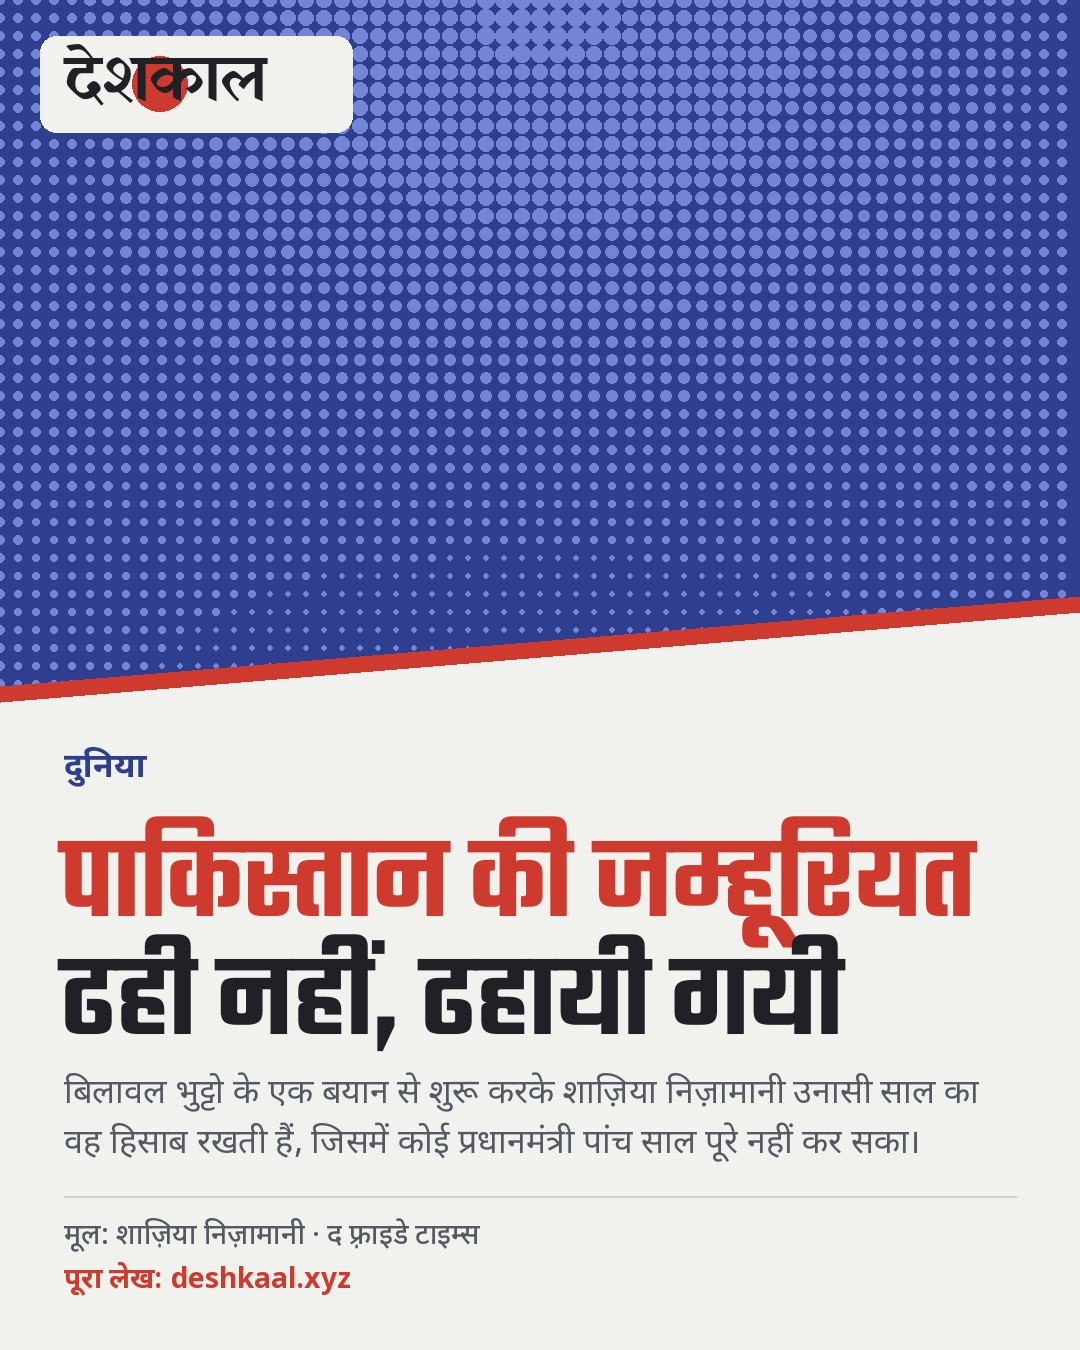 देशकाल
दुनिया
पाकिस्तान की जम्हूरियत
ढही नहीं, ढहायी गयी
बिलावल भुट्टो के एक बयान से शुरू करके शाज़िया निज़ामानी उनासी साल का
वह हिसाब रखती हैं, जिसमें कोई प्रधानमंत्री पांच साल पूरे नहीं कर सका।
मूल: शाज़िया निज़ामानी · द फ़्राइडे टाइम्स
पूरा लेख: deshkaal.xyz